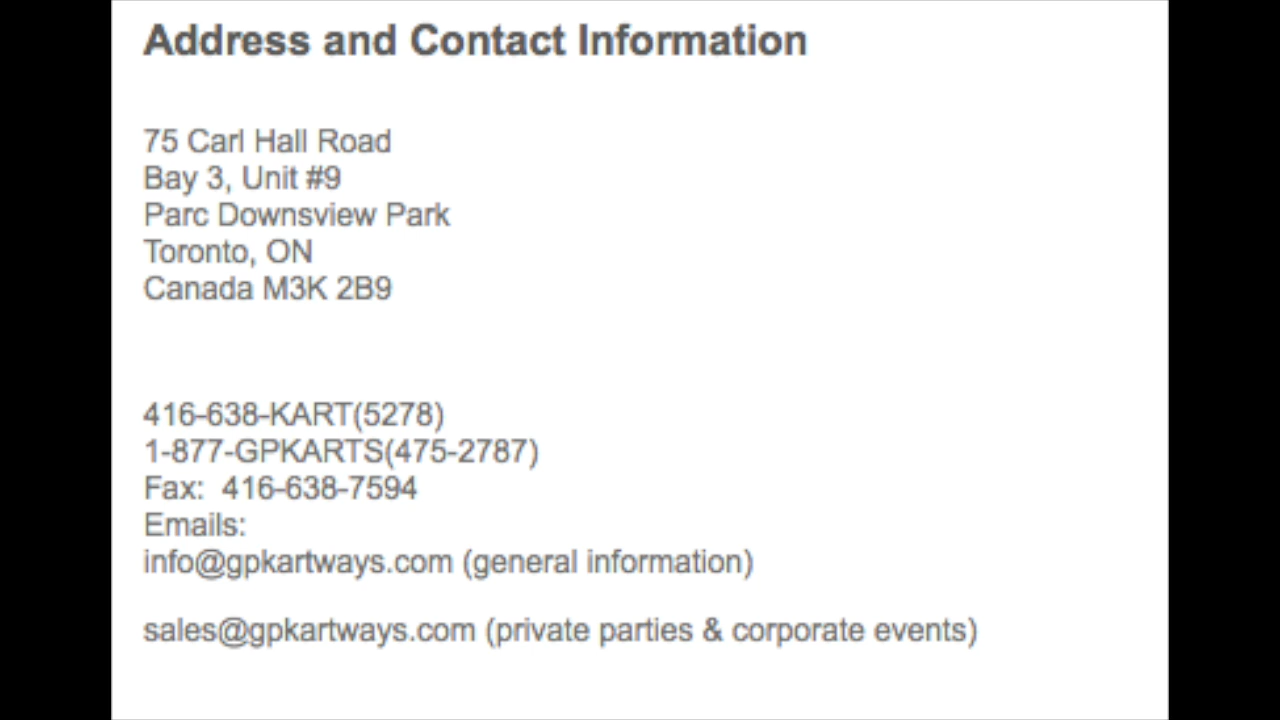 Address and Contact Information
75 Carl Hall Road
Bay 3, Unit #9
Parc Downsview Park
Toronto, ON
Canada M3K 2B9
416-638-KART(5278)
1-877-GPKARTS(475-2787)
Fax:  416-638-7594
Emails:
info@gpkartways.com (general information)
sales@gpkartways.com (private parties & corporate events)